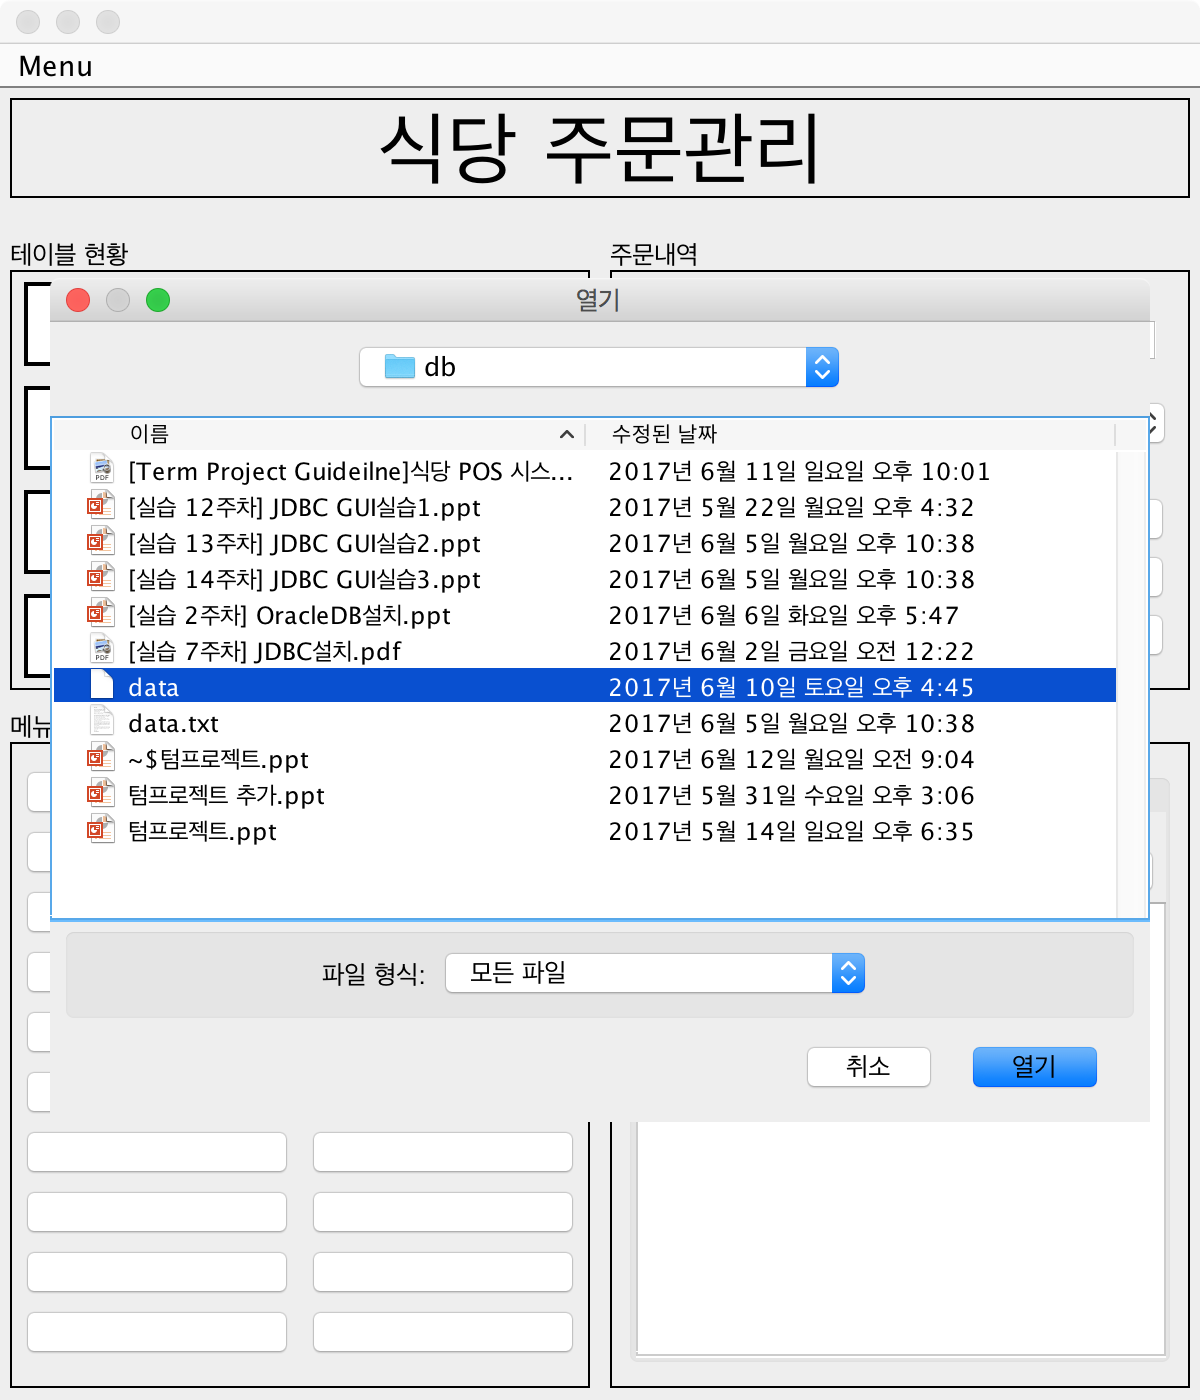 Menu
식당 주문관리
테이블 현황
주문내역
열기
db
이름 수정된 날짜
[Term Project Guideilne]식당 POS 시스... 2017년 6월 11일 일요일 오후 10:01
[실습 12주차] JDBC GUI실습1.ppt 2017년 5월 22일 월요일 오후 4:32
[실습 13주차] JDBC GUI실습2.ppt 2017년 6월 5일 월요일 오후 10:38
[실습 14주차] JDBC GUI실습3.ppt 2017년 6월 5일 월요일 오후 10:38
[실습 2주차] OracleDB설치.ppt 2017년 6월 6일 화요일 오후 5:47
[실습 7주차] JDBC설치.pdf 2017년 6월 2일 금요일 오전 12:22
data 2017년 6월 10일 토요일 오후 4:45
data.txt 2017년 6월 5일 월요일 오후 10:38
~$텀프로젝트.ppt 2017년 6월 12일 월요일 오전 9:04
텀프로젝트 추가.ppt 2017년 5월 31일 수요일 오후 3:06
텀프로젝트.ppt 2017년 5월 14일 일요일 오후 6:35
메뉴
파일 형식: 모든 파일
취소 열기